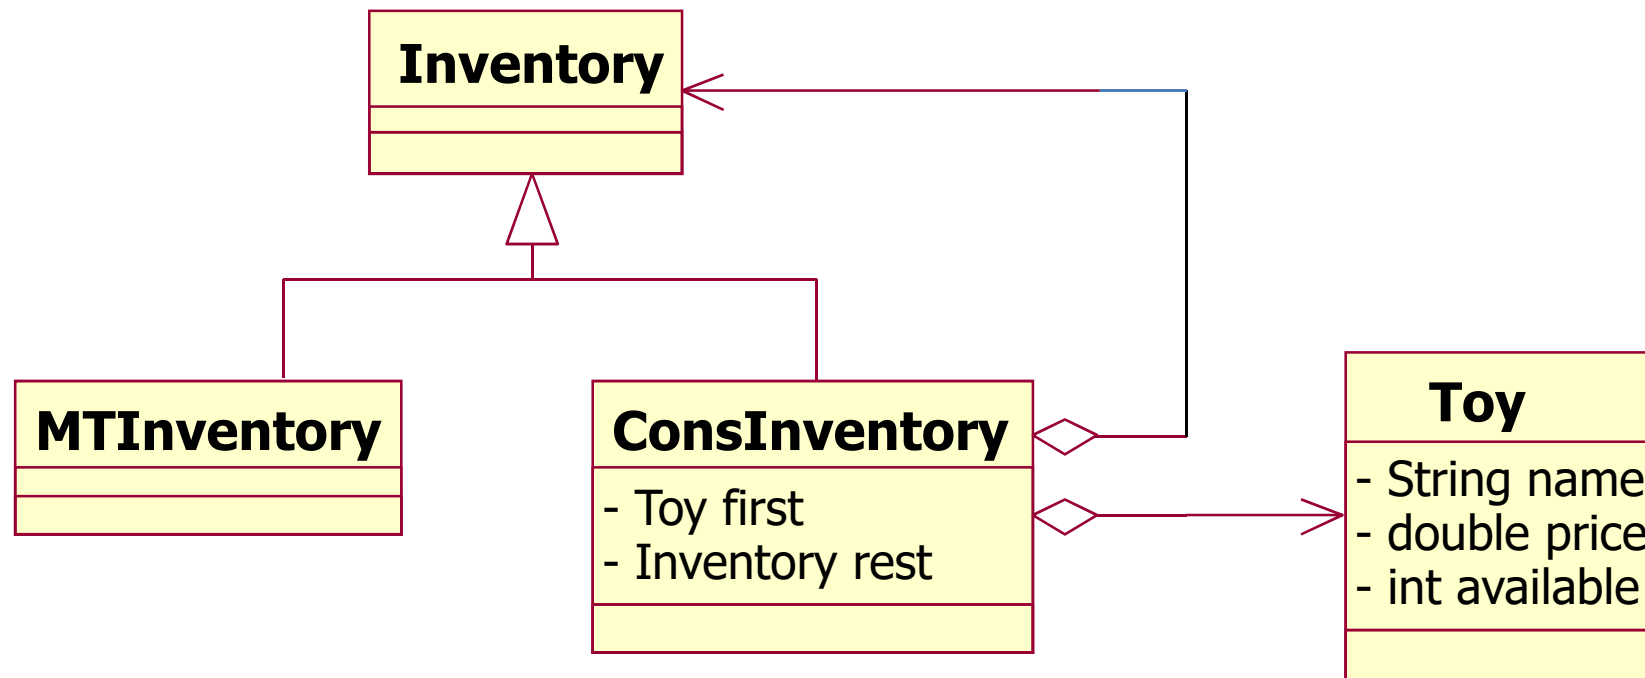 Inventory
MTInventory
ConsInventory
- Toy first
- Inventory rest
Toy
- String name
- double price
- int available